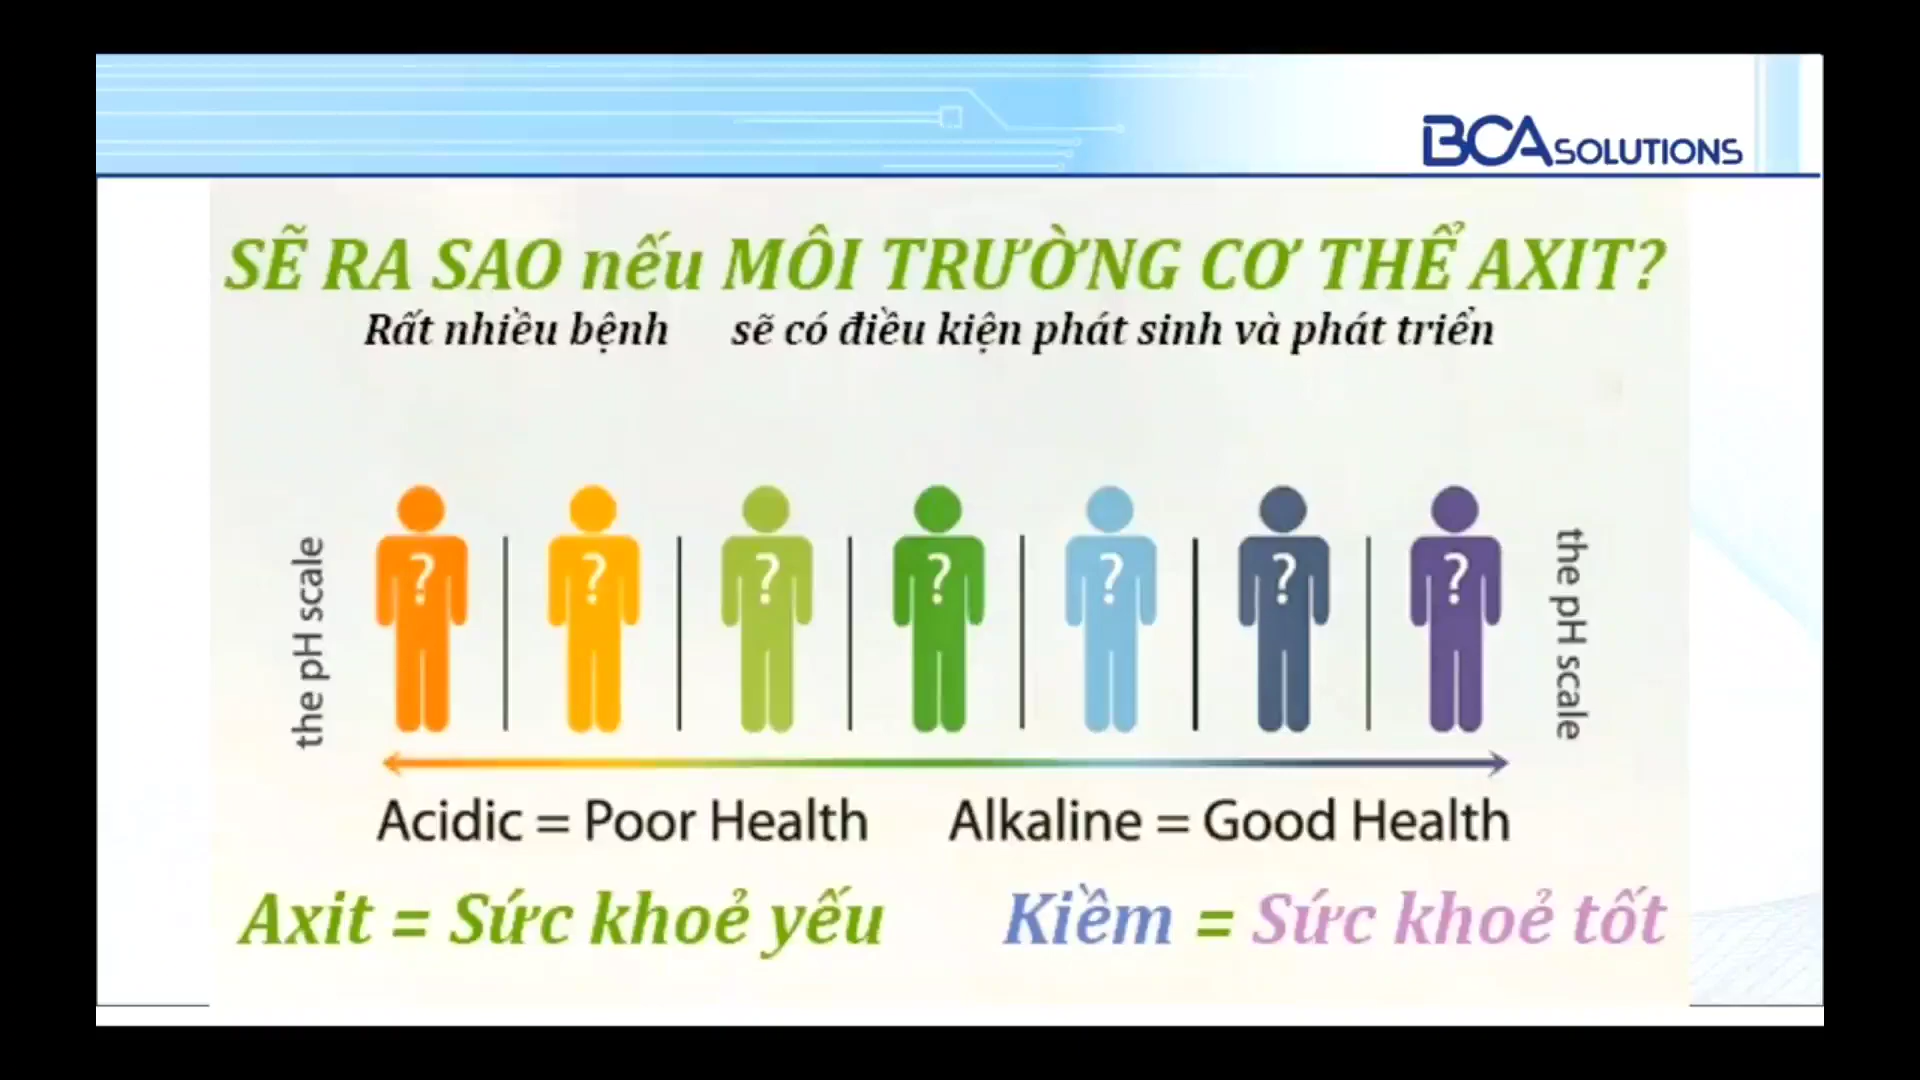 BCA SOLUTIONS
SẼ RA SAO nếu MÔI TRƯỜNG CƠ THỂ AXIT?
Rất nhiều bệnh sẽ có điều kiện phát sinh và phát triển
the pH scale
? ? ? ? ? ? ?
the pH scale
Acidic = Poor Health Alkaline = Good Health
Axit = Sức khoẻ yếu Kiềm = Sức khoẻ tốt